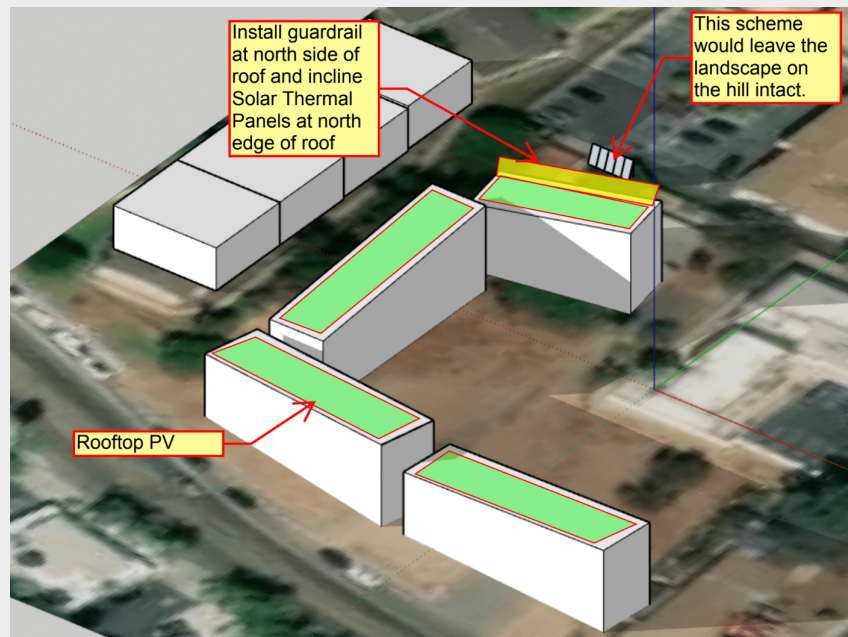 Install guardrail
at north side of
roof and incline
Solar Thermal
Panels at north
edge of roof
This scheme
would leave the
landscape on
the hill intact.
Rooftop PV